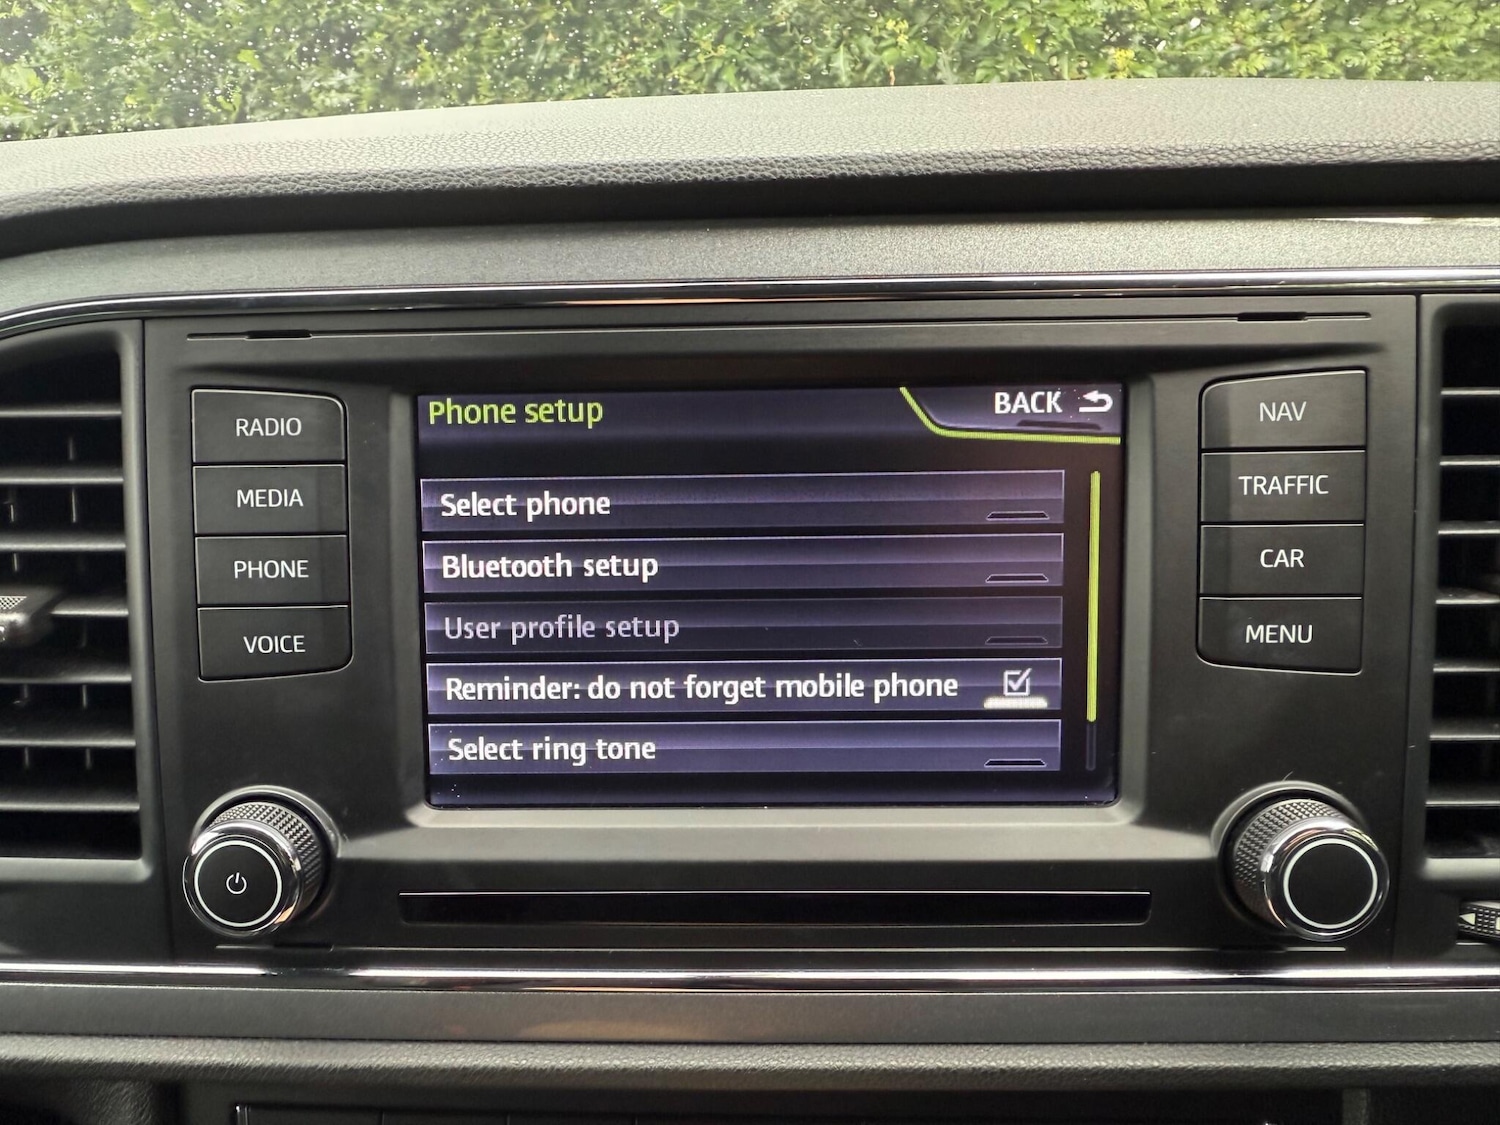 Phone setup
BACK
Select phone
Bluetooth setup
User profile setup
Reminder: do not forget mobile phone
Select ring tone
RADIO
MEDIA
PHONE
VOICE
NAV
TRAFFIC
CAR
MENU